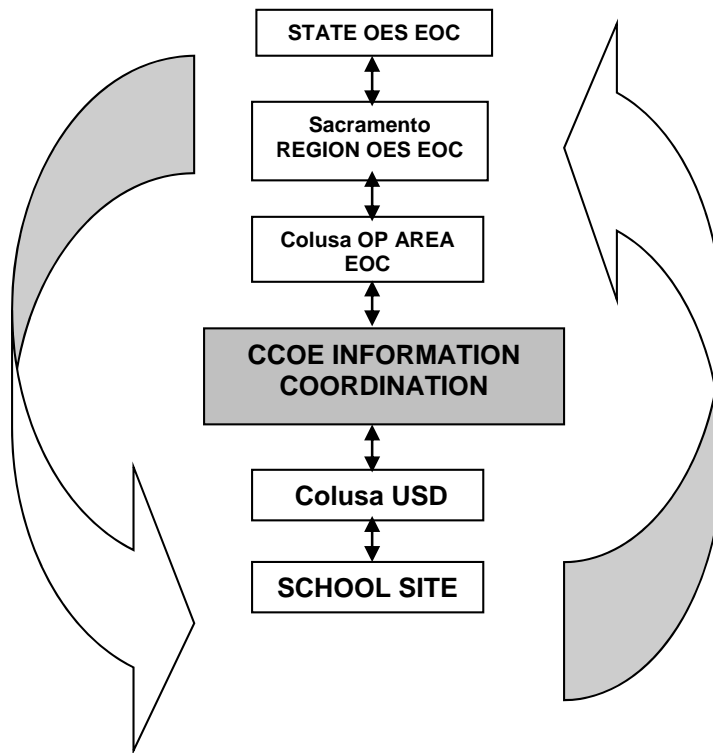 STATE OES EOC
Sacramento
REGION OES EOC
Colusa OP AREA
EOC
CCOE INFORMATION
COORDINATION
Colusa USD
SCHOOL SITE